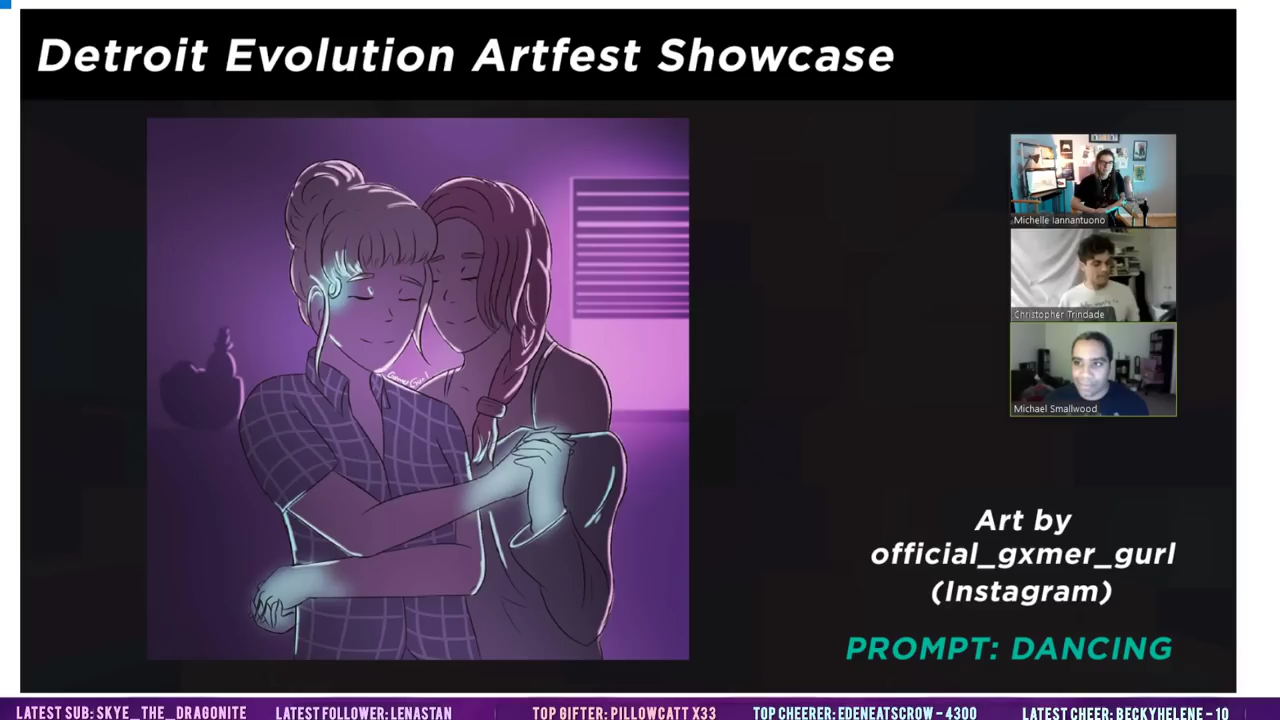 Detroit Evolution Artfest Showcase
Michelle Iannantuono
Christopher Trindade
Michael Smallwood
GxmerGurl
Art by
official_gxmer_gurl
(Instagram)
PROMPT: DANCING
LATEST SUB: SKYE_THE_DRAGONITE
LATEST FOLLOWER: LENASTAN
TOP GIFTER: PILLOWCATT X33
TOP CHEERER: EDENEATSCROW - 4300
LATEST CHEER: BECKYHELENE - 10